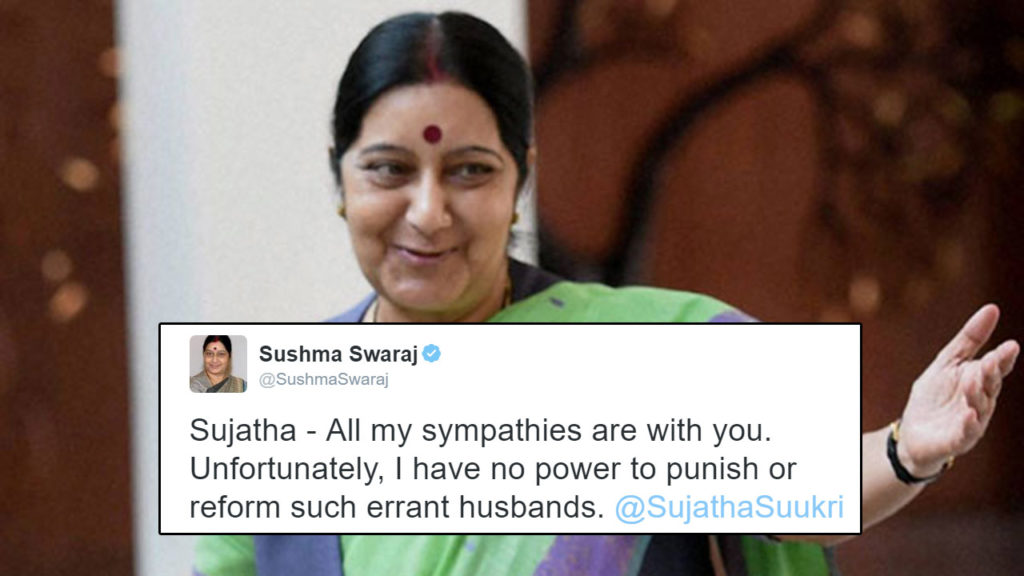 Sushma Swaraj
@SushmaSwaraj
Sujatha - All my sympathies are with you.
Unfortunately, I have no power to punish or
reform such errant husbands. @SujathaSuukri